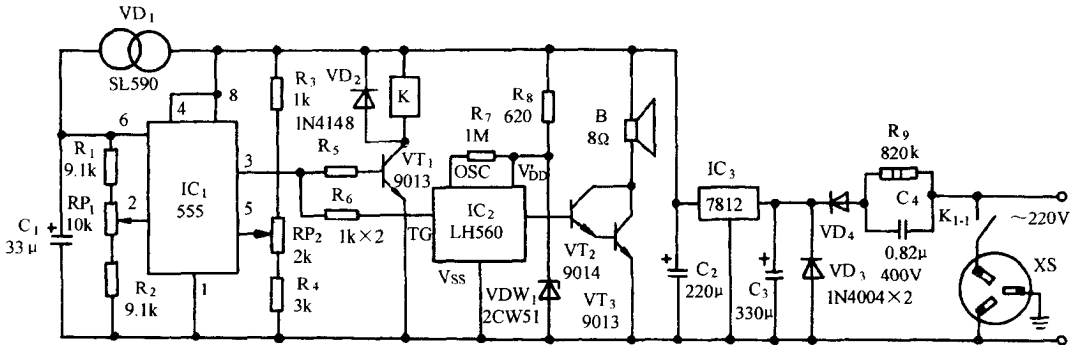 VD₁
SL590
8
4
6
R₁
9.1k
RP₁
10k
2
R₂
9.1k
C₁
+
33μ
IC₁
555
3
5
1
R₃
1k
RP₂
2k
R₄
3k
VD₂
1N4148
K
R₅
R₆
1k×2
VT₁
9013
R₇
1M
OSC
V'DD
IC₂
LH560
TG
VSS
R₈
620
VDW₁
2CW51
B
8Ω
VT₂
9014
VT₃
9013
+
C₂
220μ
IC₃
7812
+
C₃
330μ
VD₄
VD₃
1N4004×2
R₉
820k
C₄
0.82μ
400V
K₁₋₁
~220V
XS